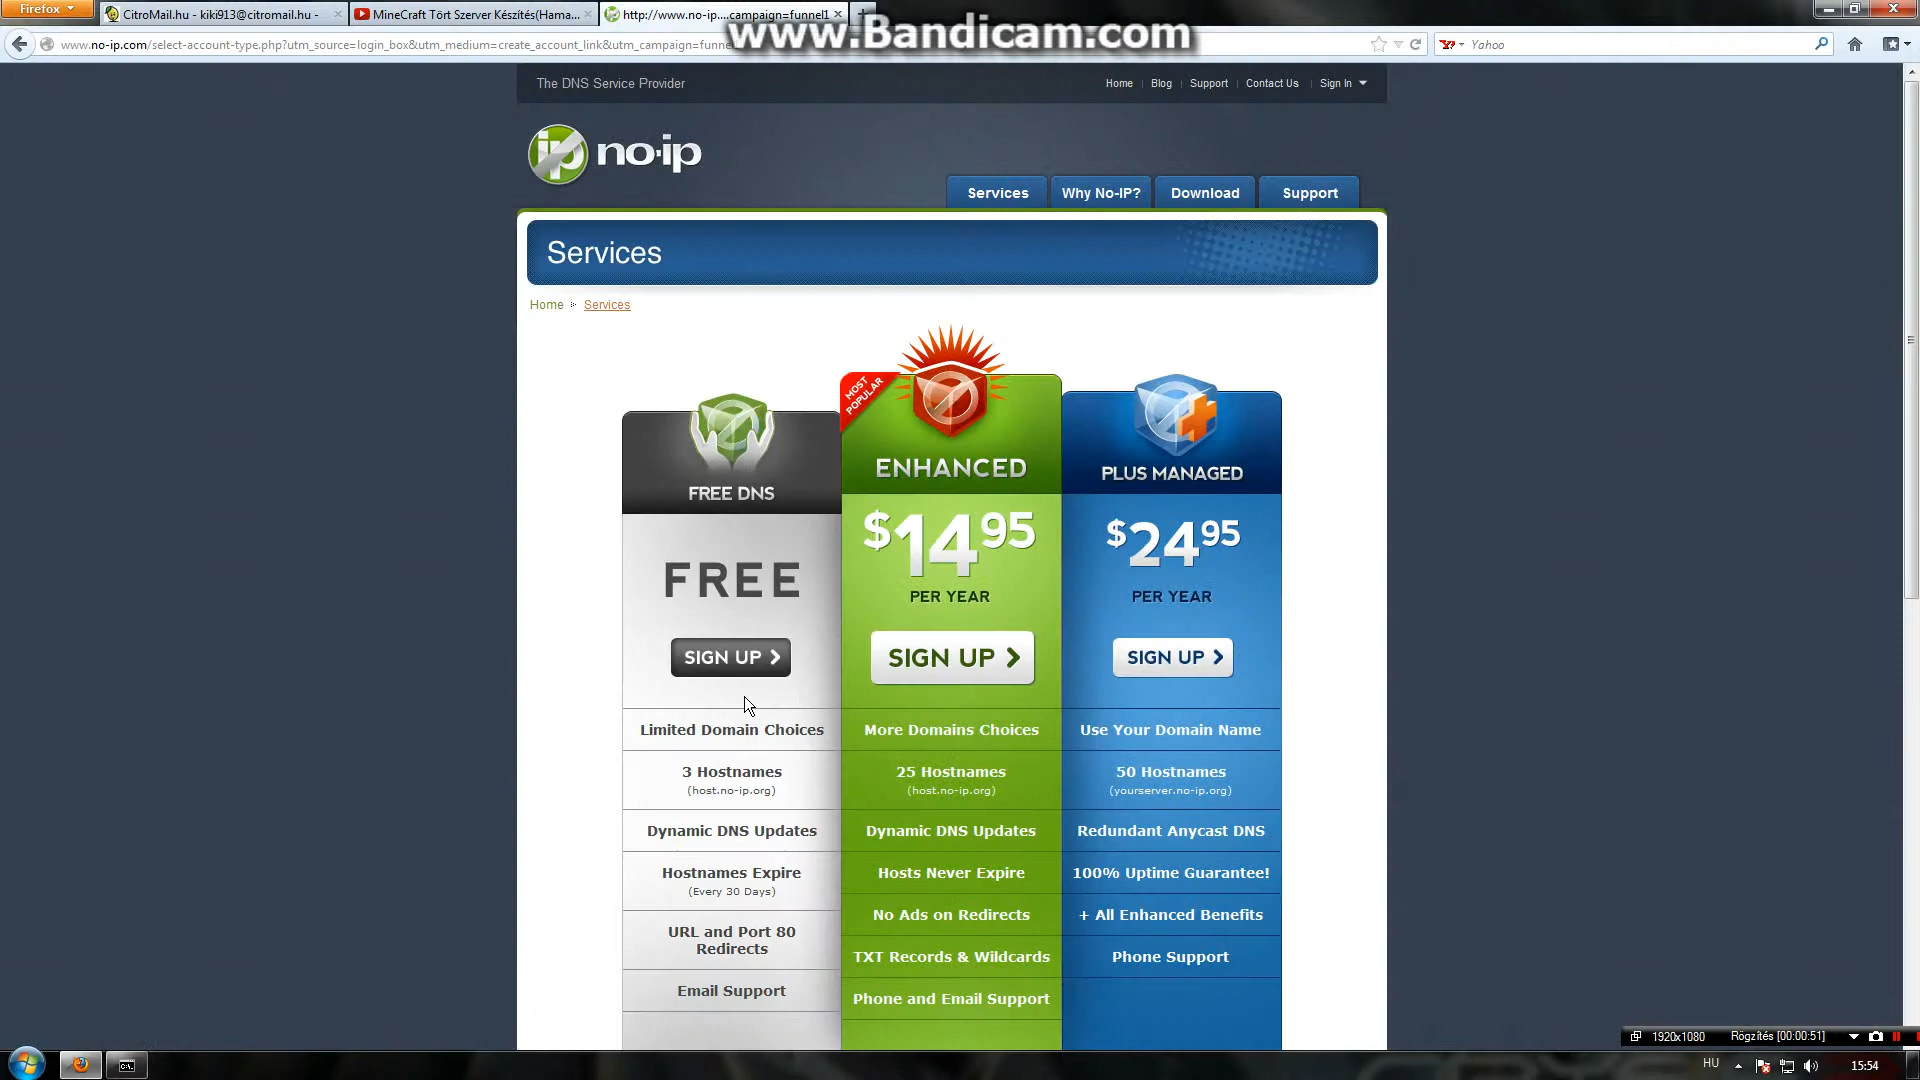 Firefox
CitroMail.hu - kiki913@citromail.hu -
MineCraft Tört Szerver Készítés(Hama...
http://www.no-ip....campaign=funnel1
www.Bandicam.com
www.no-ip.com/select-account-type.php?utm_source=login_box&utm_medium=create_account_link&utm_campaign=funne
Yahoo
The DNS Service Provider
Home
Blog
Support
Contact Us
Sign In
ip no-ip
Services
Why No-IP?
Download
Support
Services
Home
Services
MOST POPULAR
FREE DNS
ENHANCED
PLUS MANAGED
FREE
$14 95
PER YEAR
$24 95
PER YEAR
SIGN UP
SIGN UP
SIGN UP
Limited Domain Choices
More Domains Choices
Use Your Domain Name
3 Hostnames
25 Hostnames
50 Hostnames
(host.no-ip.org)
(host.no-ip.org)
(yourserver.no-ip.org)
Dynamic DNS Updates
Dynamic DNS Updates
Redundant Anycast DNS
Hostnames Expire
(Every 30 Days)
Hosts Never Expire
100% Uptime Guarantee!
URL and Port 80
Redirects
No Ads on Redirects
+ All Enhanced Benefits
TXT Records & Wildcards
Phone Support
Email Support
Phone and Email Support
1920x1080
Rögzítés [00:00:51]
C:\.
HU
15:54